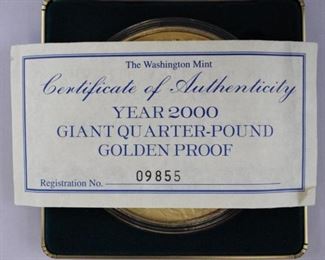 The Washington Mint
Certificate of Authenticity
YEAR 2000
GIANT QUARTER-POUND
GOLDEN PROOF
Registration No. 09855